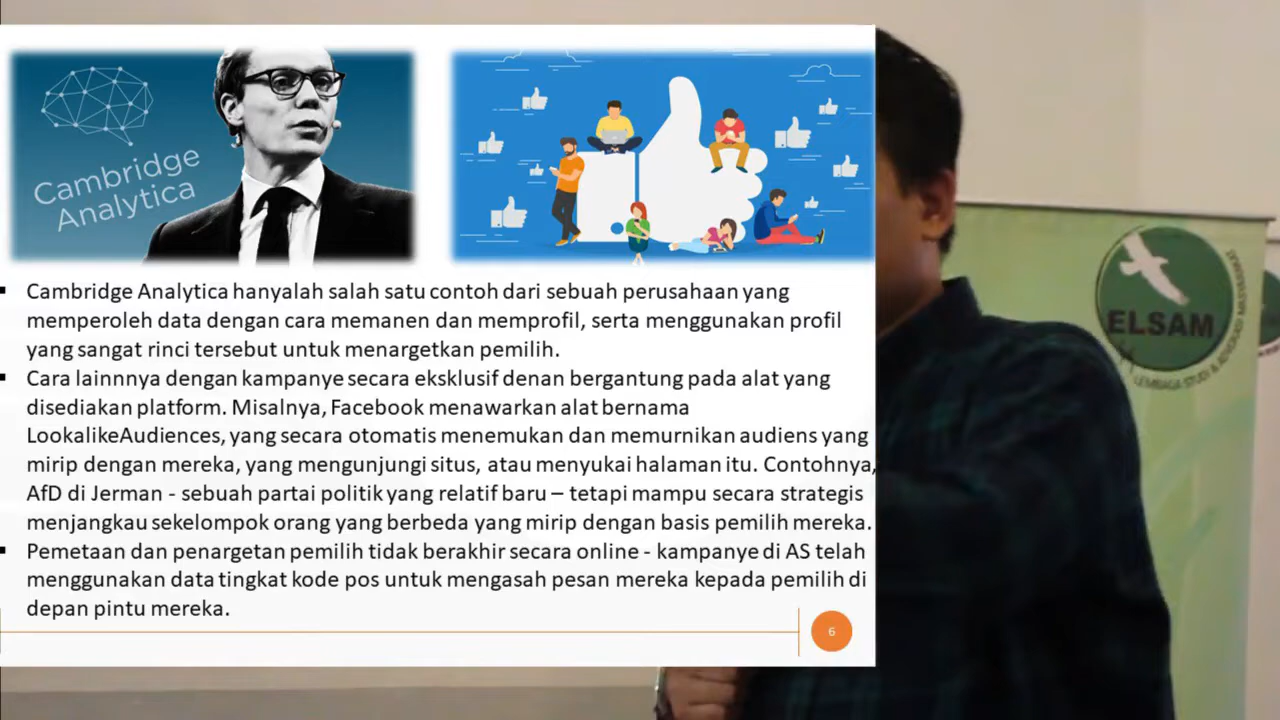 Cambridge
Analytica
Cambridge Analytica hanyalah salah satu contoh dari sebuah perusahaan yang
memperoleh data dengan cara memanen dan memprofil, serta menggunakan profil
yang sangat rinci tersebut untuk menargetkan pemilih.
Cara lainnnya dengan kampanye secara eksklusif denan bergantung pada alat yang
disediakan platform. Misalnya, Facebook menawarkan alat bernama
LookalikeAudiences, yang secara otomatis menemukan dan memurnikan audiens yang
mirip dengan mereka, yang mengunjungi situs, atau menyukai halaman itu. Contohnya,
AfD di Jerman - sebuah partai politik yang relatif baru – tetapi mampu secara strategis
menjangkau sekelompok orang yang berbeda yang mirip dengan basis pemilih mereka.
Pemetaan dan penargetan pemilih tidak berakhir secara online - kampanye di AS telah
menggunakan data tingkat kode pos untuk mengasah pesan mereka kepada pemilih di
depan pintu mereka.
6
ELSAM
LEMBAGA STUDI & ADVOKASI MASYARAKAT